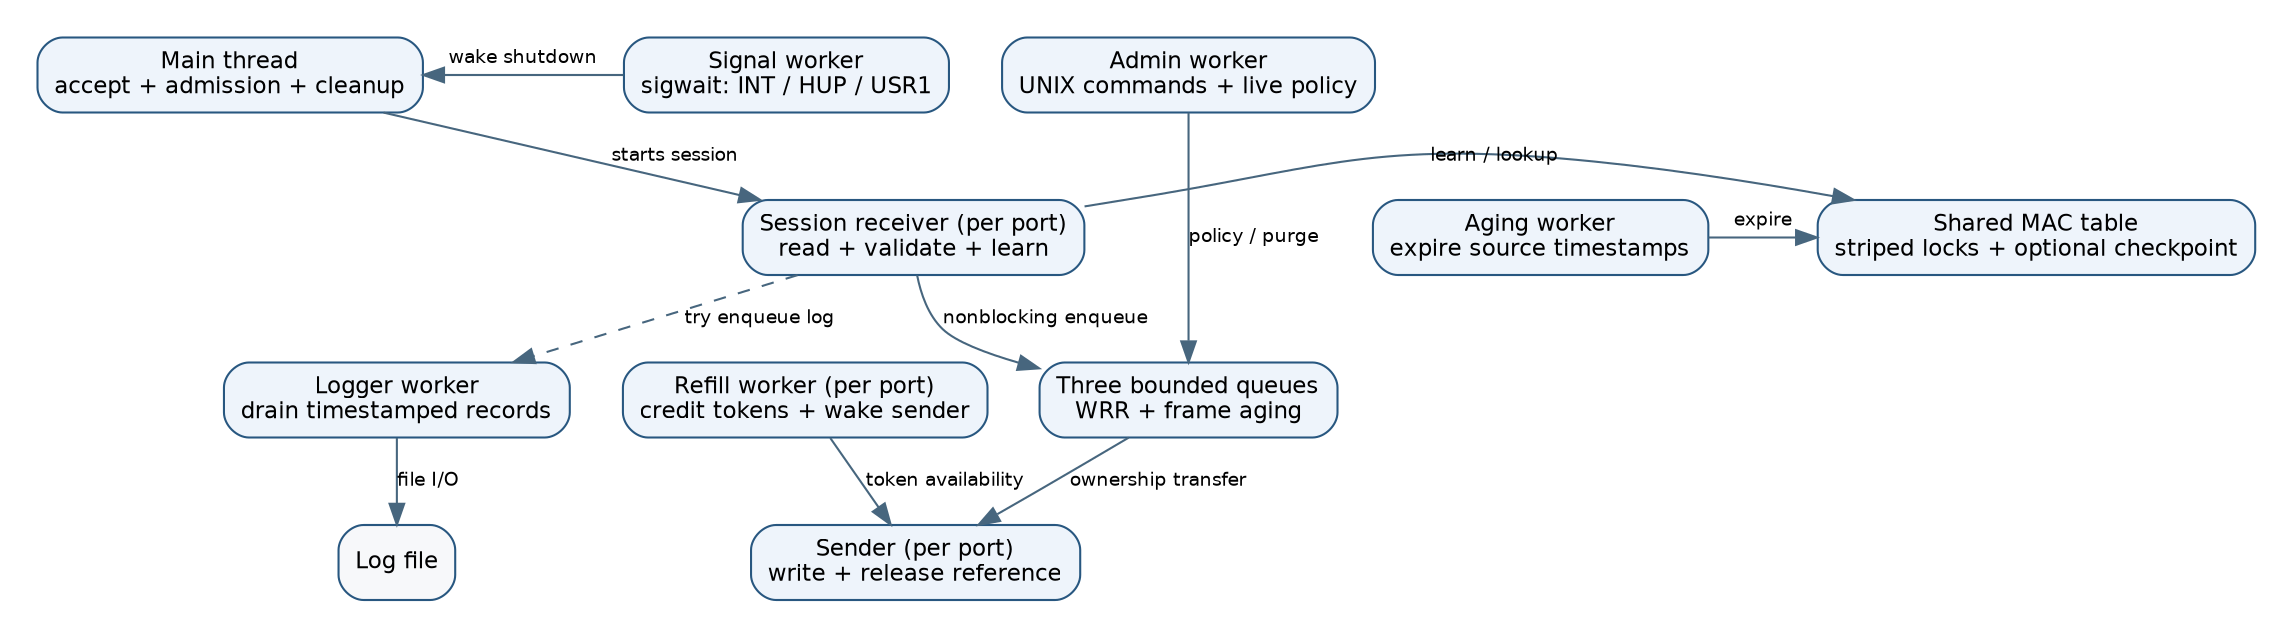 Main thread
accept + admission + cleanup
wake shutdown
Signal worker
sigwait: INT / HUP / USR1
Admin worker
UNIX commands + live policy
starts session
learn / lookup
Session receiver (per port)
read + validate + learn
policy / purge
Aging worker
expire source timestamps
expire
Shared MAC table
striped locks + optional checkpoint
try enqueue log
nonblocking enqueue
Logger worker
drain timestamped records
Refill worker (per port)
credit tokens + wake sender
Three bounded queues
WRR + frame aging
file I/O
token availability
ownership transfer
Log file
Sender (per port)
write + release reference